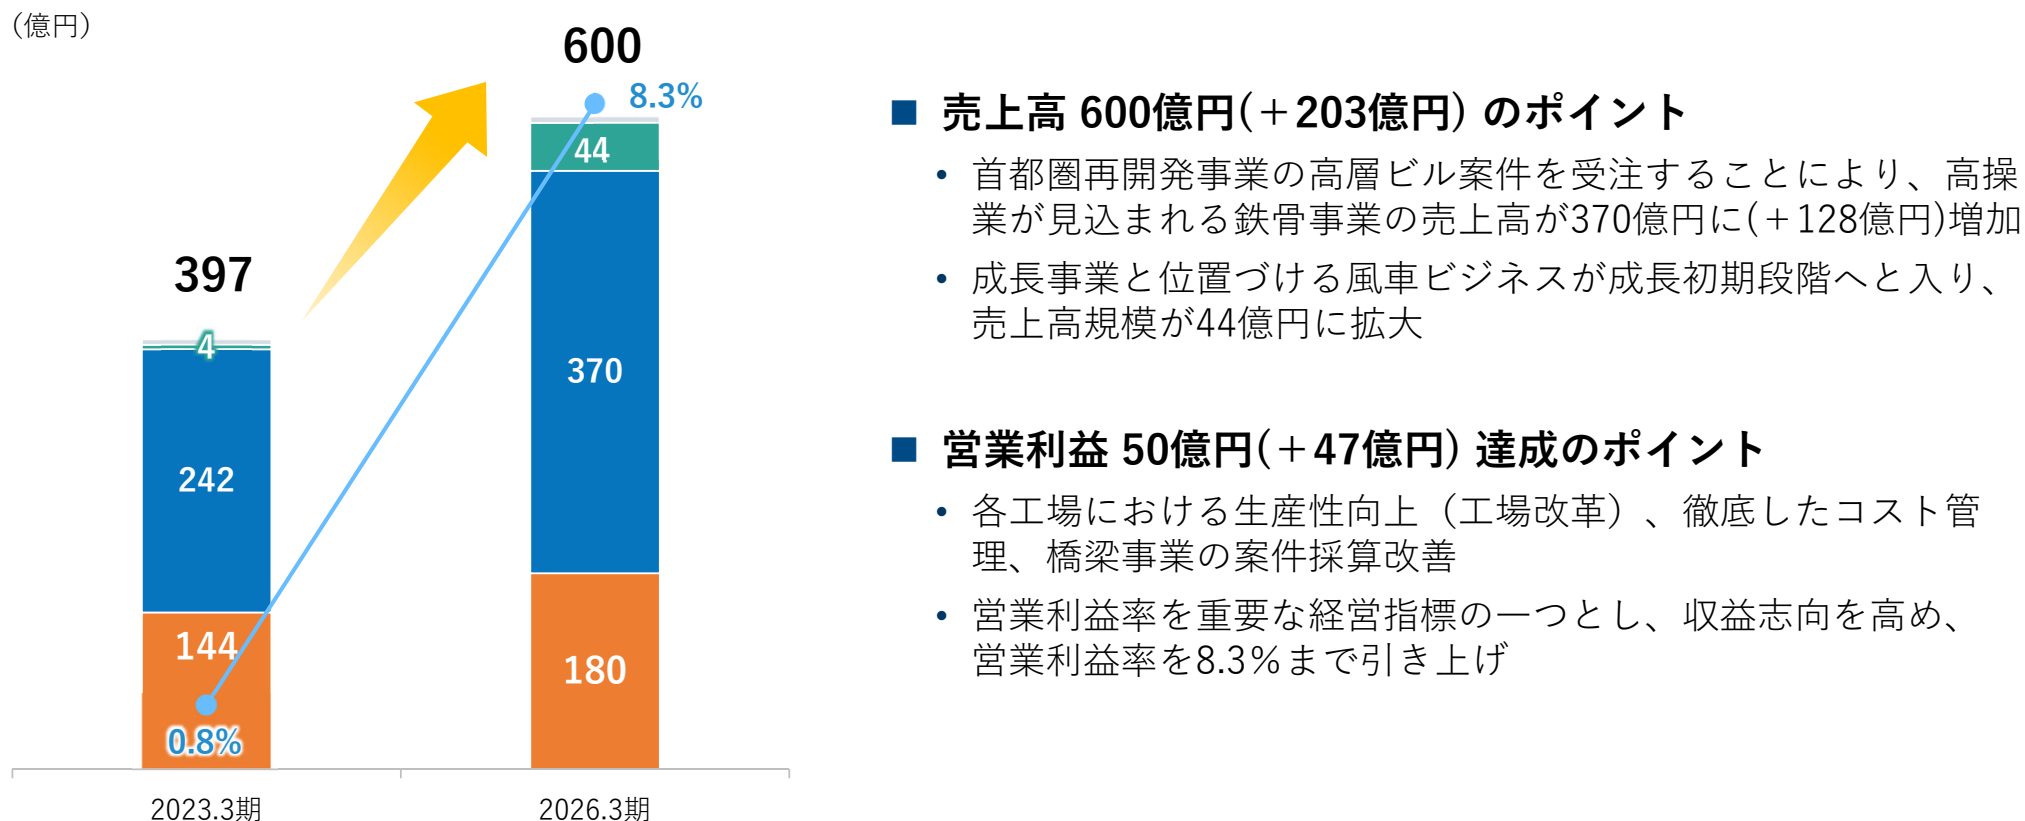 (億円)
600
8.3%
44
397
4
370
242
144
180
0.8%
2023.3期
2026.3期
■ 売上高 600億円(＋203億円) のポイント
• 首都圏再開発事業の高層ビル案件を受注することにより、高操
業が見込まれる鉄骨事業の売上高が370億円に(＋128億円)増加
• 成長事業と位置づける風車ビジネスが成長初期段階へと入り、
売上高規模が44億円に拡大
■ 営業利益 50億円(＋47億円) 達成のポイント
• 各工場における生産性向上（工場改革）、徹底したコスト管
理、橋梁事業の案件採算改善
• 営業利益率を重要な経営指標の一つとし、収益志向を高め、
営業利益率を8.3％まで引き上げ